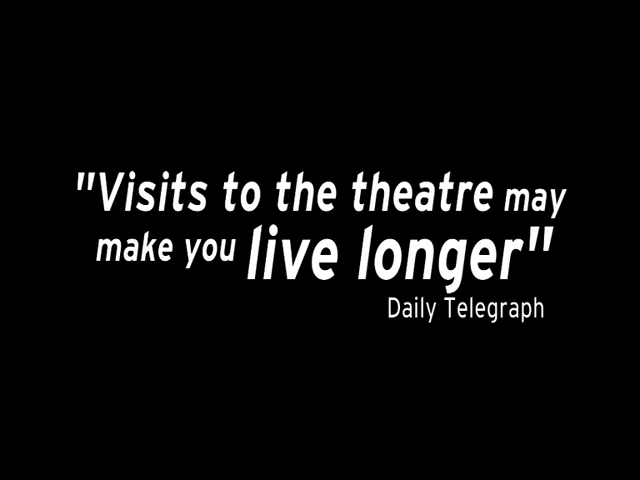 "Visits to the theatre may
make you live longer"
Daily Telegraph